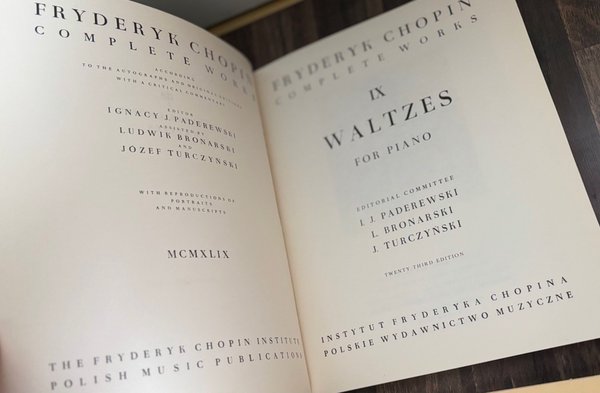 FRYDERYK CHOPIN
COMPLETE WORKS
ACCORDING
TO THE AUTOGRAPHS AND ORIGINAL EDITIONS
WITH A CRITICAL COMMENTARY
EDITOR
IGNACY J. PADEREWSKI
ASSISTED BY
LUDWIK BRONARSKI
AND
JÓZEF TURCZYŃSKI
WITH REPRODUCTIONS OF
PORTRAITS
AND MANUSCRIPTS
MCMXLIX
THE FRYDERYK CHOPIN INSTITUTE
POLISH MUSIC PUBLICATIONS
FRYDERYK CHOPIN
COMPLETE WORKS
IX
WALTZES
FOR PIANO
EDITORIAL COMMITTEE
I. J. PADEREWSKI
L. BRONARSKI
J. TURCZYŃSKI
TWENTY THIRD EDITION
INSTYTUT FRYDERYKA CHOPINA
POLSKIE WYDAWNICTWO MUZYCZNE